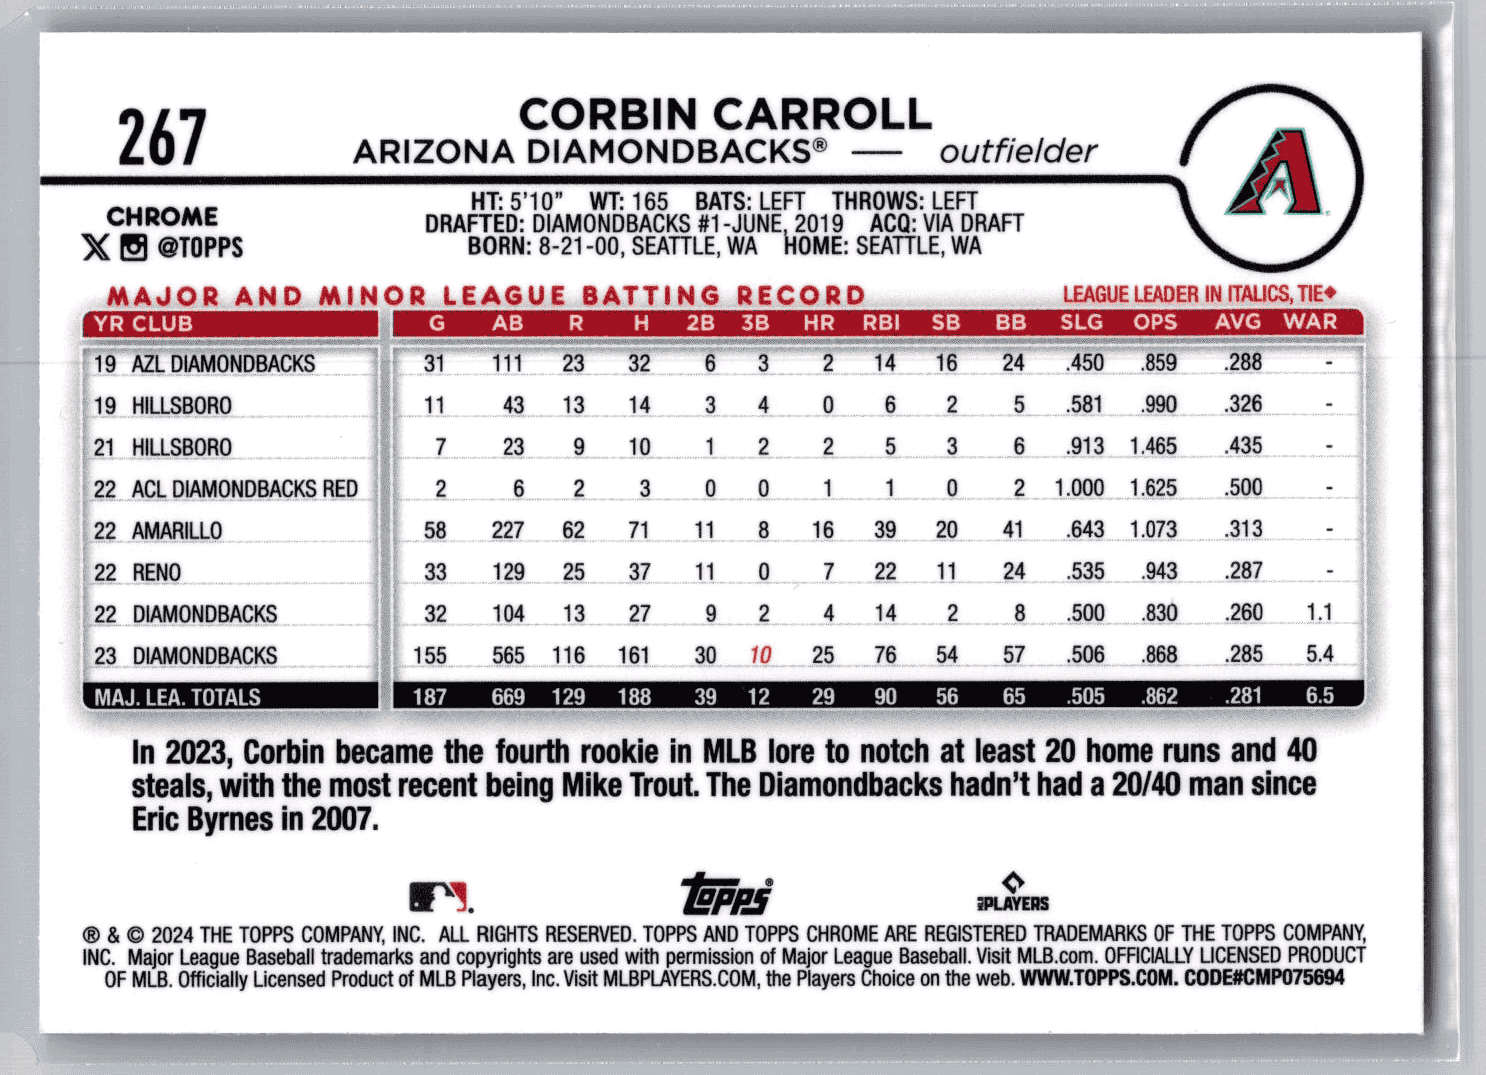 267
CORBIN CARROLL
ARIZONA DIAMONDBACKS® — outfielder
CHROME
@TOPPS
HT: 5'10" WT: 165 BATS: LEFT THROWS: LEFT
DRAFTED: DIAMONDBACKS #1-JUNE, 2019 ACQ: VIA DRAFT
BORN: 8-21-00, SEATTLE, WA HOME: SEATTLE, WA
MAJOR AND MINOR LEAGUE BATTING RECORD LEAGUE LEADER IN ITALICS, TIE♦
YR CLUB G AB R H 2B 3B HR RBI SB BB SLG OPS AVG WAR
19 AZL DIAMONDBACKS 31 111 23 32 6 3 2 14 16 24 .450 .859 .288 -
19 HILLSBORO 11 43 13 14 3 4 0 6 2 5 .581 .990 .326 -
21 HILLSBORO 7 23 9 10 1 2 2 5 3 6 .913 1.465 .435 -
22 ACL DIAMONDBACKS RED 2 6 2 3 0 0 1 1 0 2 1.000 1.625 .500 -
22 AMARILLO 58 227 62 71 11 8 16 39 20 41 .643 1.073 .313 -
22 RENO 33 129 25 37 11 0 7 22 11 24 .535 .943 .287 -
22 DIAMONDBACKS 32 104 13 27 9 2 4 14 2 8 .500 .830 .260 1.1
23 DIAMONDBACKS 155 565 116 161 30 10 25 76 54 57 .506 .868 .285 5.4
MAJ. LEA. TOTALS 187 669 129 188 39 12 29 90 56 65 .505 .862 .281 6.5
In 2023, Corbin became the fourth rookie in MLB lore to notch at least 20 home runs and 40
steals, with the most recent being Mike Trout. The Diamondbacks hadn't had a 20/40 man since
Eric Byrnes in 2007.
Topps®
MLB PLAYERS
® & © 2024 THE TOPPS COMPANY, INC. ALL RIGHTS RESERVED. TOPPS AND TOPPS CHROME ARE REGISTERED TRADEMARKS OF THE TOPPS COMPANY,
INC. Major League Baseball trademarks and copyrights are used with permission of Major League Baseball. Visit MLB.com. OFFICIALLY LICENSED PRODUCT
OF MLB. Officially Licensed Product of MLB Players, Inc. Visit MLBPLAYERS.COM, the Players Choice on the web. WWW.TOPPS.COM. CODE#CMP075694